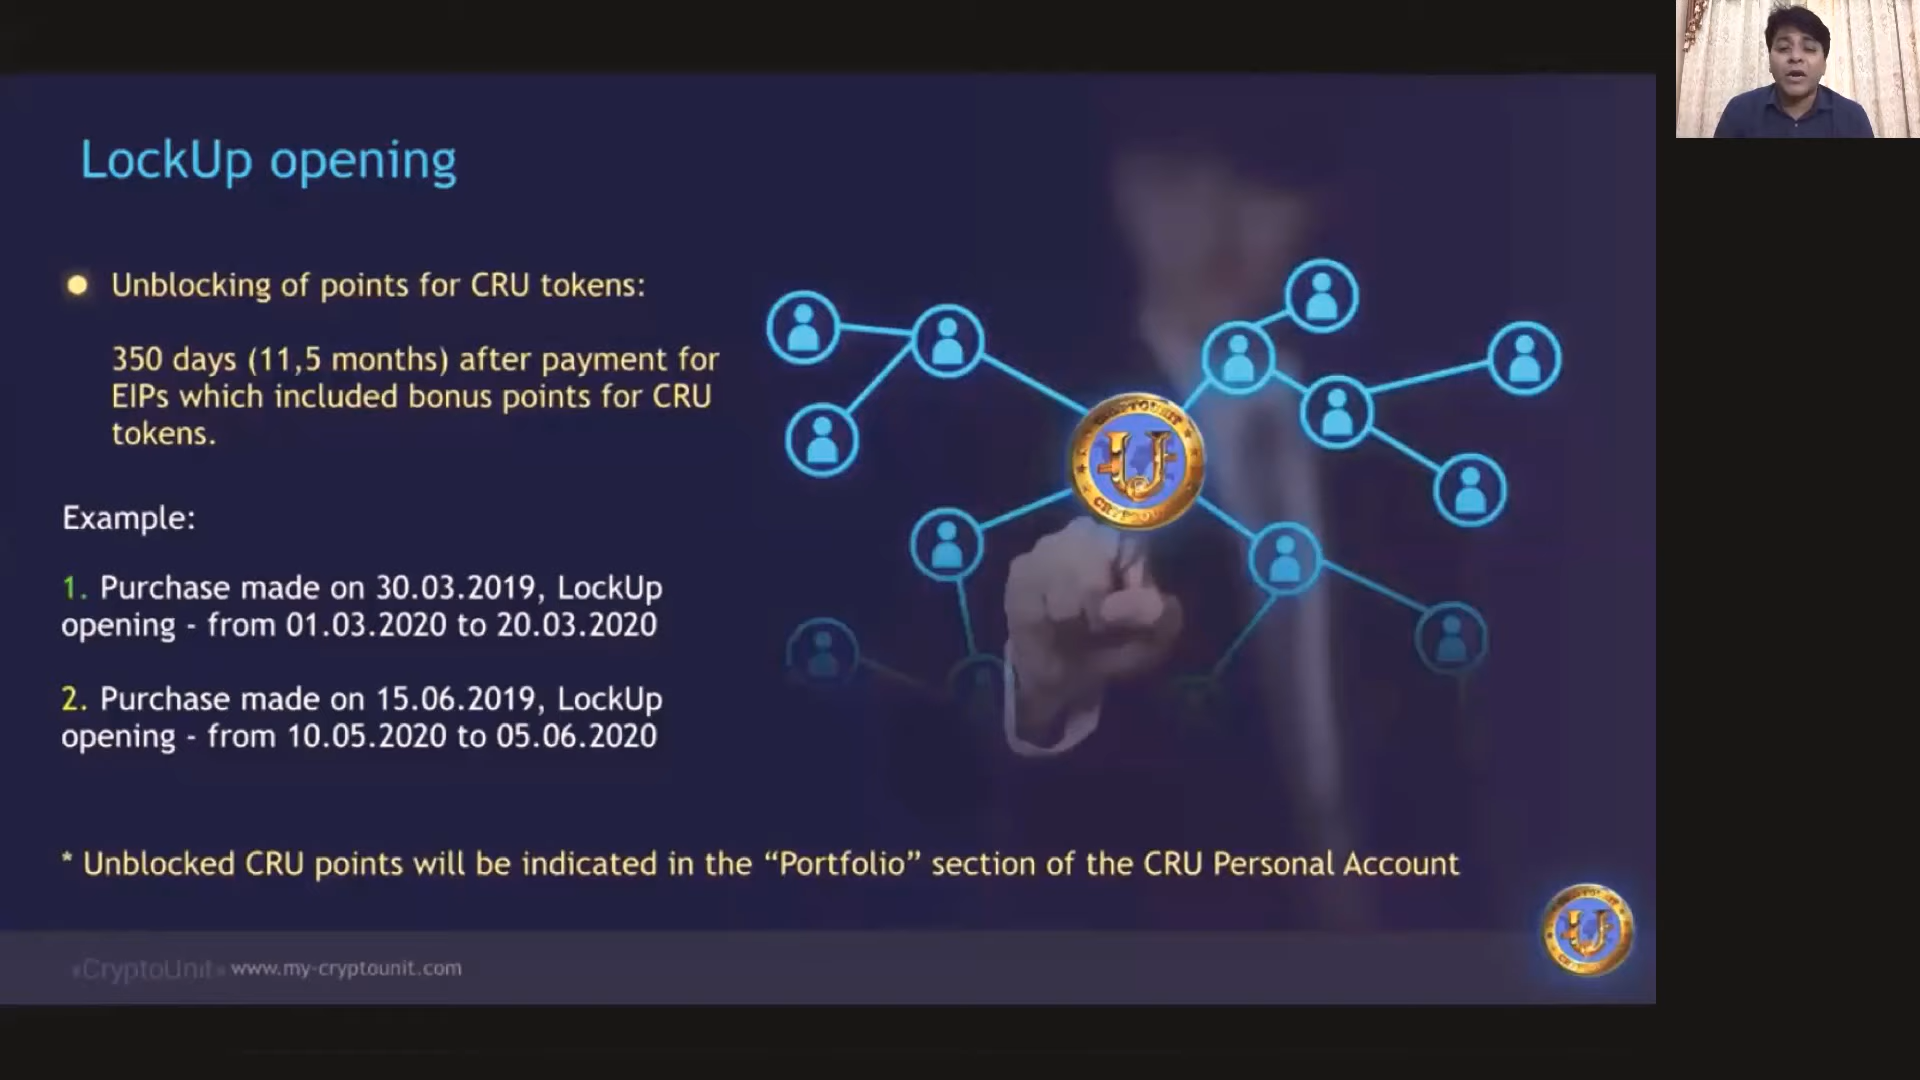 LockUp opening
Unblocking of points for CRU tokens:
350 days (11,5 months) after payment for
EIPs which included bonus points for CRU
tokens.
Example:
1. Purchase made on 30.03.2019, LockUp
opening - from 01.03.2020 to 20.03.2020
2. Purchase made on 15.06.2019, LockUp
opening - from 10.05.2020 to 05.06.2020
* Unblocked CRU points will be indicated in the “Portfolio” section of the CRU Personal Account
«CryptoUnit» www.my-cryptounit.com